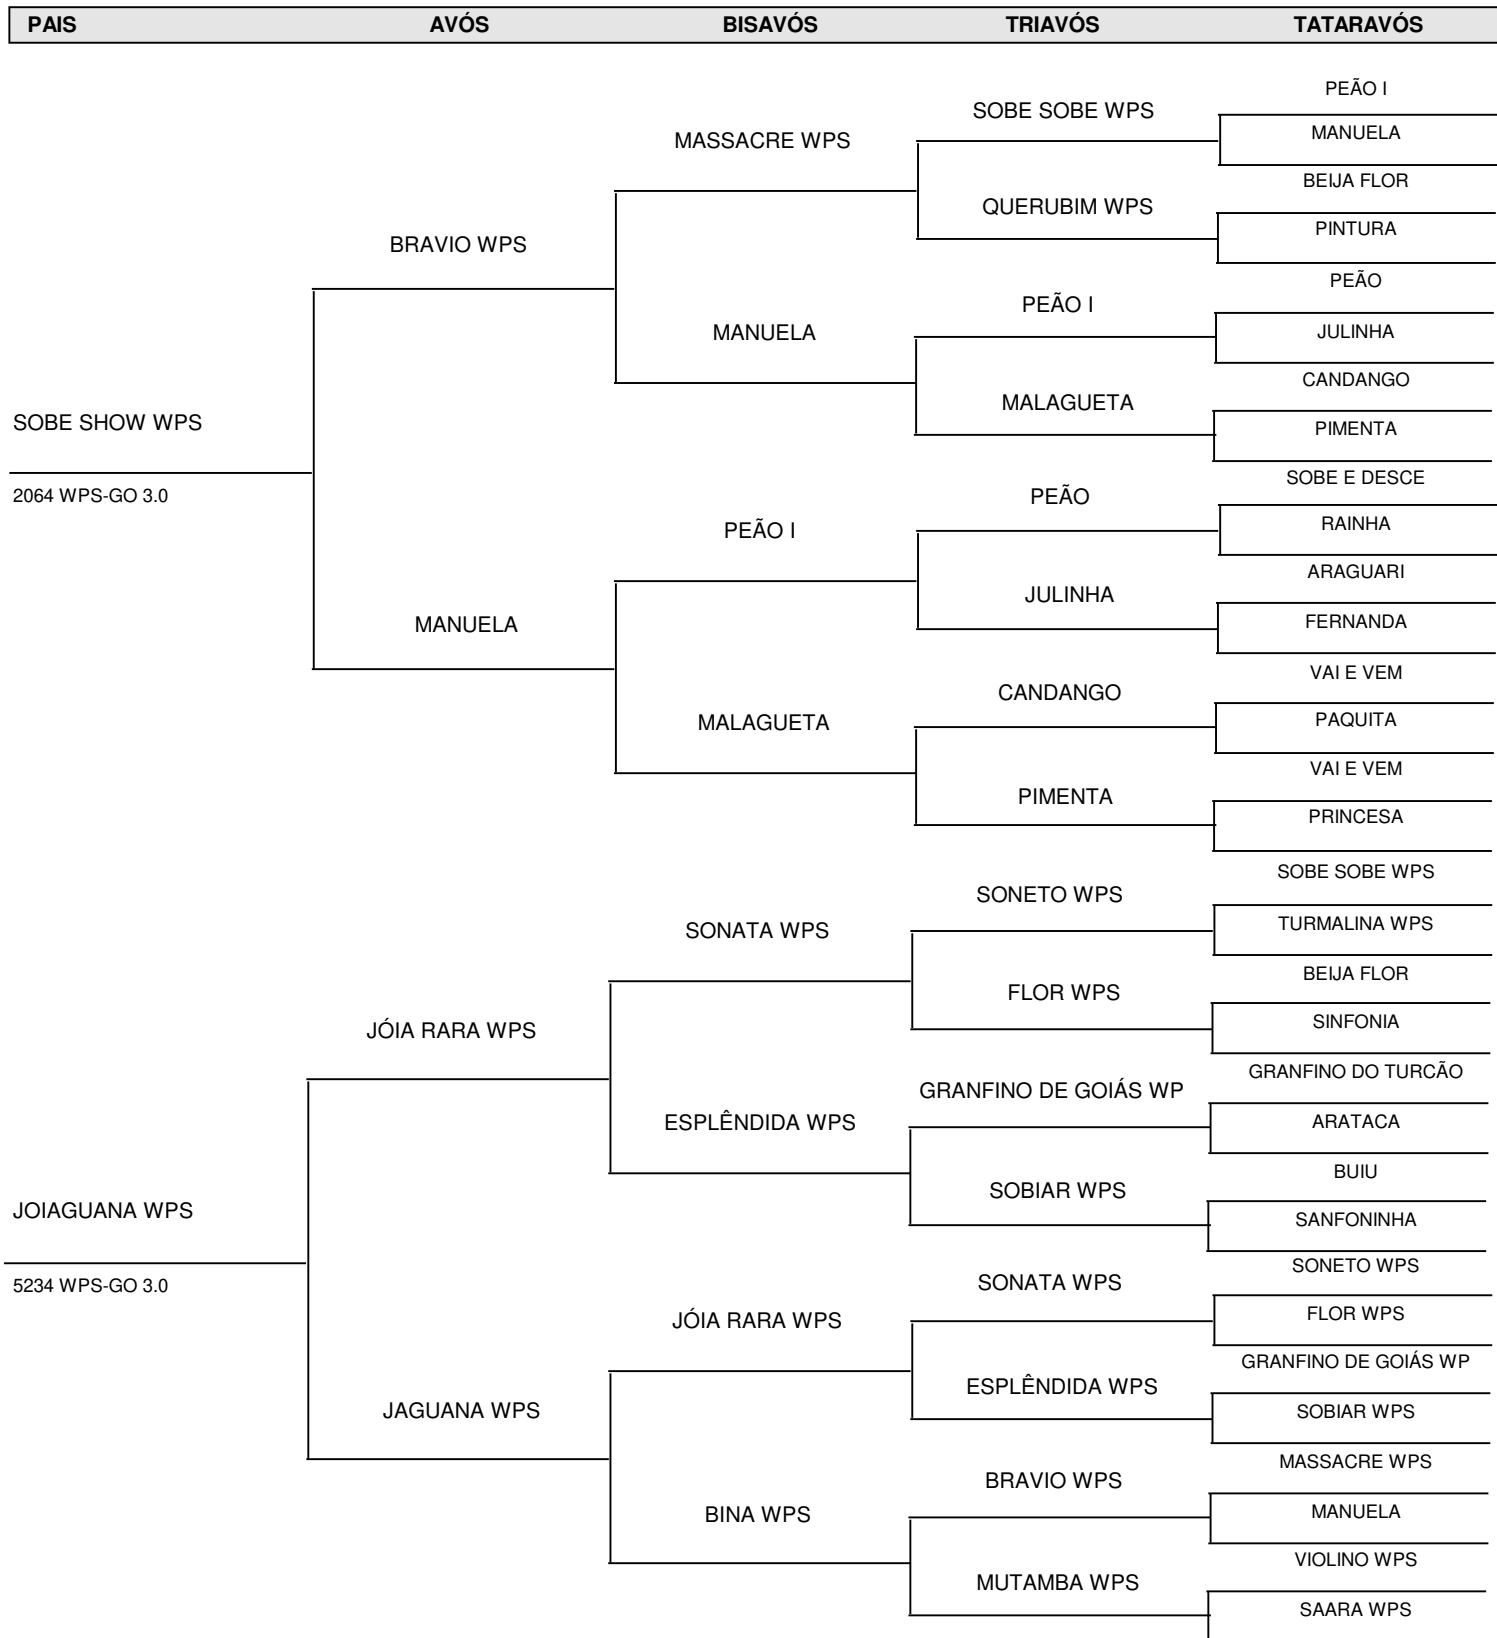 PAIS AVÓS BISAVÓS TRIAVÓS TATARAVÓS
PEÃO I
SOBE SOBE WPS
MANUELA
MASSACRE WPS
BEIJA FLOR
QUERUBIM WPS
PINTURA
BRAVIO WPS
PEÃO
PEÃO I
JULINHA
MANUELA
CANDANGO
MALAGUETA
SOBE SHOW WPS
PIMENTA
SOBE E DESCE
2064 WPS-GO 3.0
PEÃO
RAINHA
PEÃO I
ARAGUARI
JULINHA
FERNANDA
MANUELA
VAI E VEM
CANDANGO
PAQUITA
MALAGUETA
VAI E VEM
PIMENTA
PRINCESA
SOBE SOBE WPS
SONETO WPS
TURMALINA WPS
SONATA WPS
BEIJA FLOR
FLOR WPS
SINFONIA
JÓIA RARA WPS
GRANFINO DO TURCÃO
GRANFINO DE GOIÁS WP
ARATACA
ESPLÊNDIDA WPS
BUIU
SOBIAR WPS
JOIAGUANA WPS
SANFONINHA
SONETO WPS
5234 WPS-GO 3.0
SONATA WPS
FLOR WPS
JÓIA RARA WPS
GRANFINO DE GOIÁS WP
ESPLÊNDIDA WPS
JAGUANA WPS
SOBIAR WPS
MASSACRE WPS
BRAVIO WPS
MANUELA
BINA WPS
VIOLINO WPS
MUTAMBA WPS
SAARA WPS